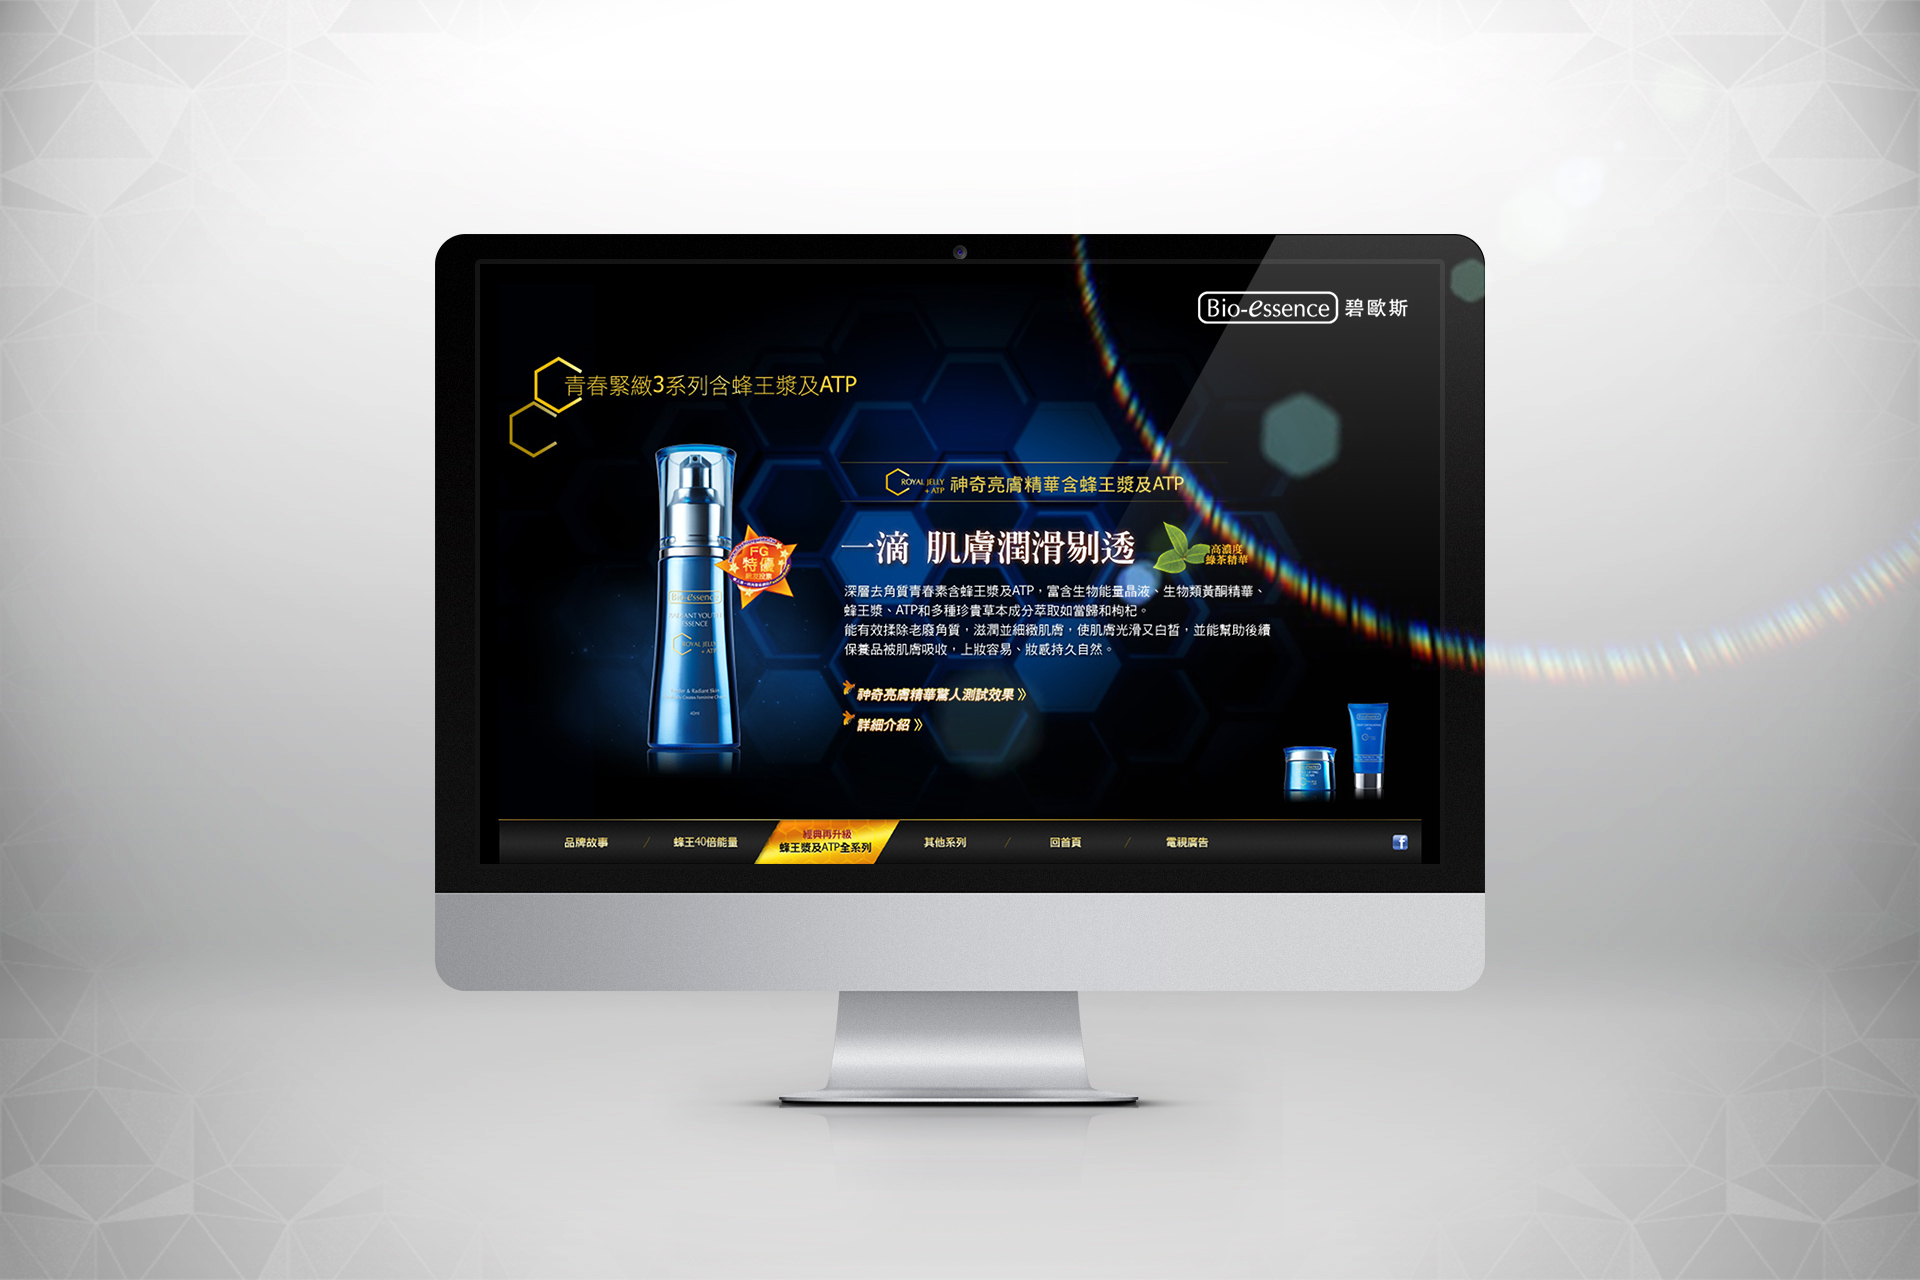 Bio-essence 碧歐斯
青春緊緻3系列含蜂王漿及ATP
ROYAL JELLY
+ ATP
神奇亮膚精華含蜂王漿及ATP
一滴 肌膚潤滑剔透
高濃度
綠茶精華
深層去角質青春素含蜂王漿及ATP，富含生物能量晶液、生物類黃酮精華、
蜂王漿、ATP和多種珍貴草本成分萃取如當歸和枸杞。
能有效揉除老廢角質，滋潤並細緻肌膚，使肌膚光滑又白皙，並能幫助後續
保養品被肌膚吸收，上妝容易、妝感持久自然。
神奇亮膚精華驚人測試效果 》
詳細介紹 》
FG
特優
Bio-essence
RADIANT YOUTH
ESSENCE
ROYAL JELLY
+ ATP
40ml
品牌故事 / 蜂王40倍能量
經典再升級
蜂王漿及ATP全系列
其他系列 / 回首頁 / 電視廣告
f